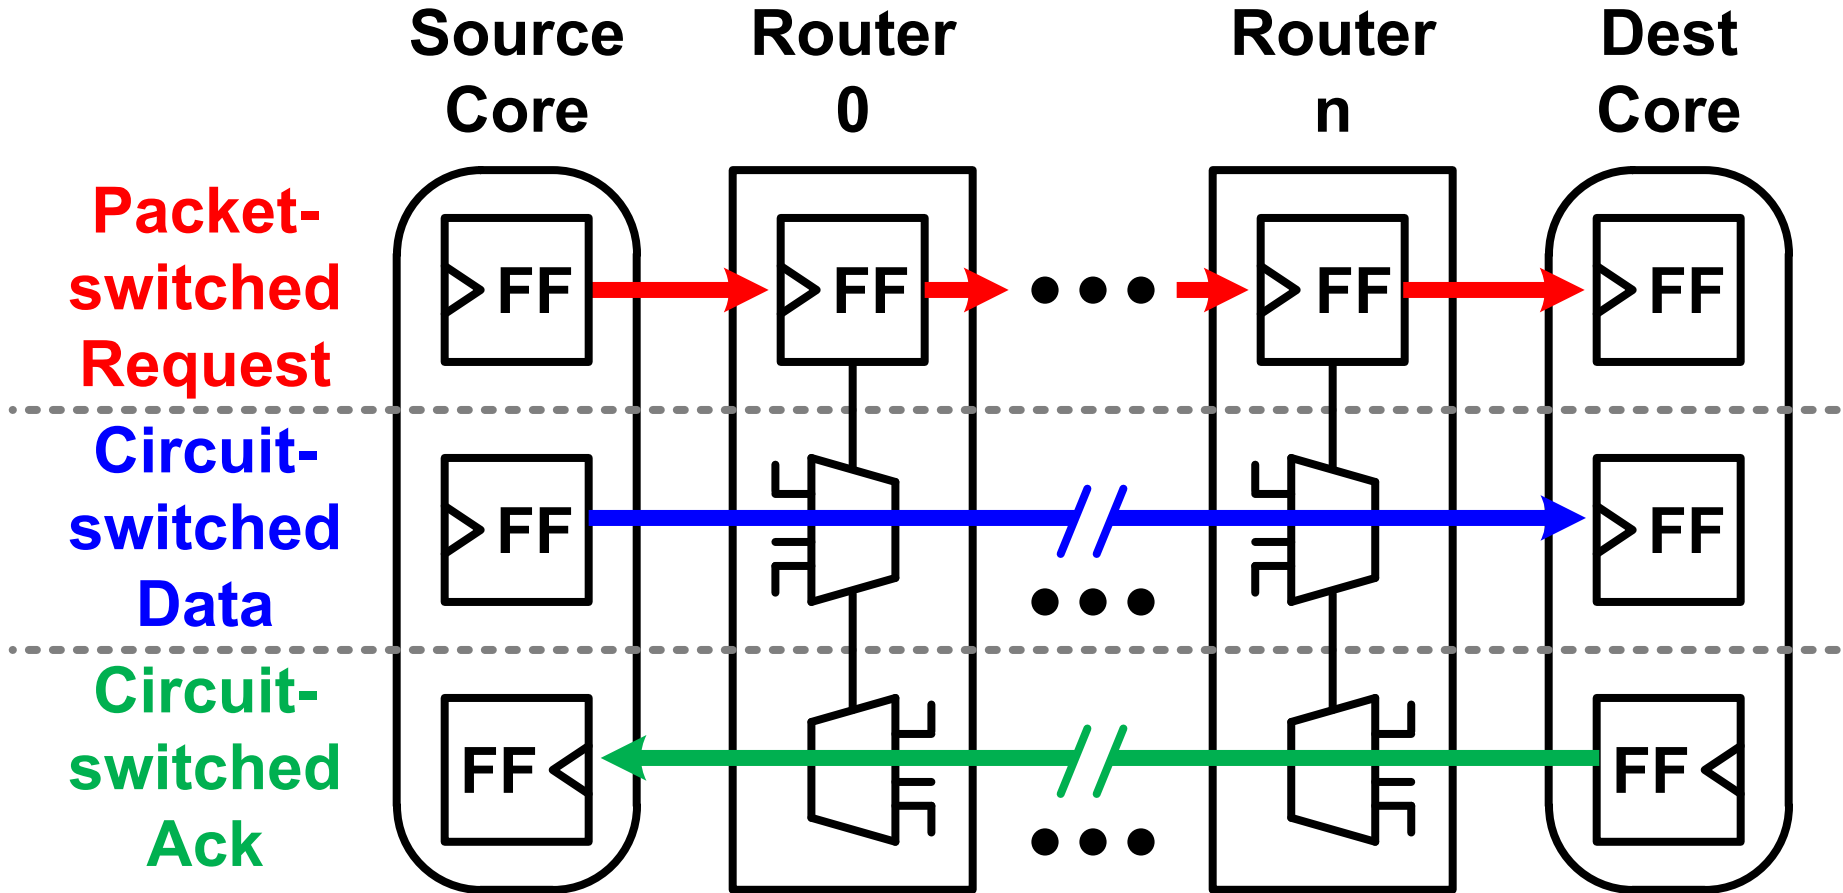 Source
Core
Router
0
Router
n
Dest
Core
Packet-
switched
Request
FF
FF
FF
FF
Circuit-
switched
Data
FF
FF
Circuit-
switched
Ack
FF
FF